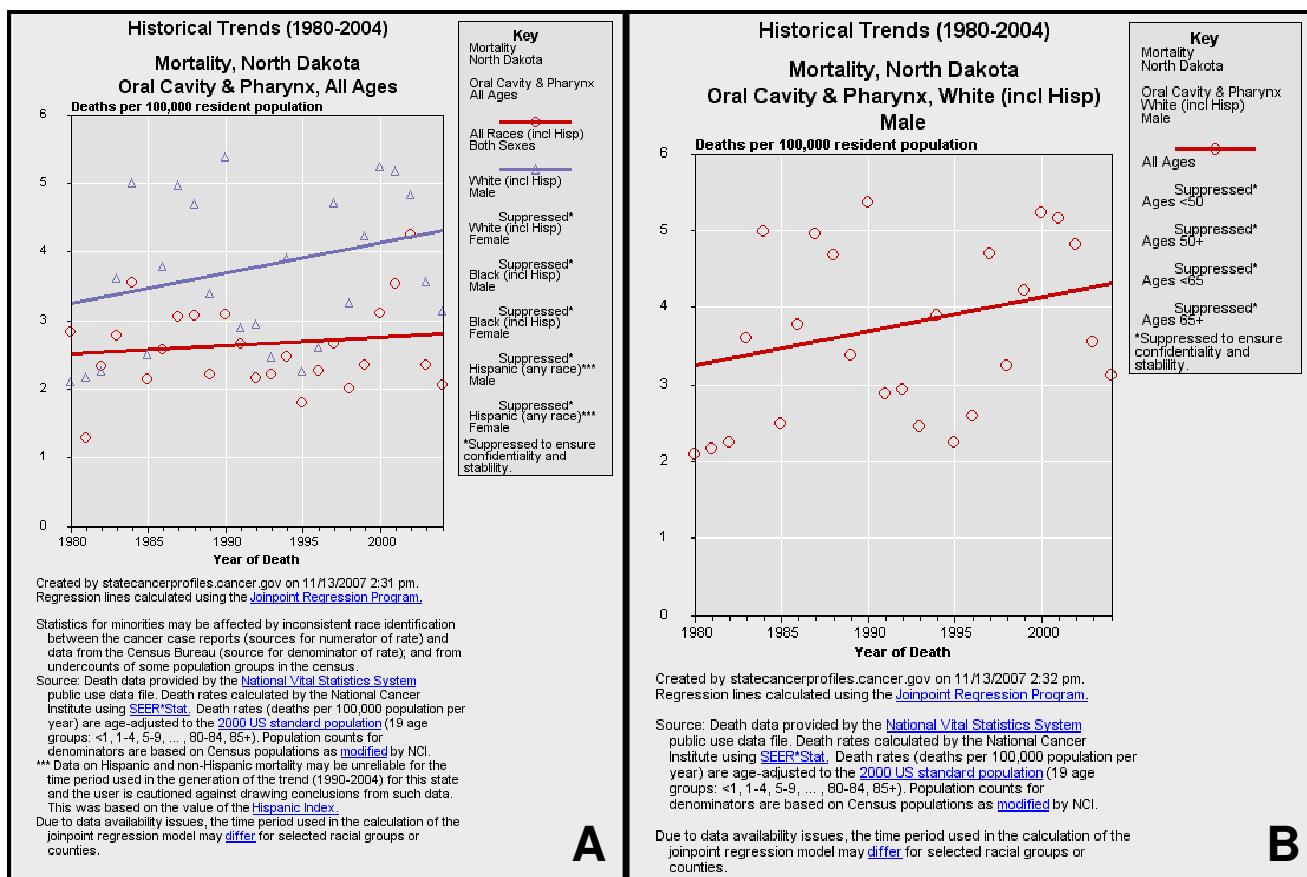 Historical Trends (1980-2004)
Mortality, North Dakota
Oral Cavity & Pharynx, All Ages
Deaths per 100,000 resident population
6
5
4
3
2
1
0
1980
1985
1990
1995
2000
Year of Death
Key
Mortality
North Dakota
Oral Cavity & Pharynx
All Ages
All Races (incl Hisp)
Both Sexes
White (incl Hisp)
Male
Suppressed*
White (incl Hisp)
Female
Suppressed*
Black (incl Hisp)
Male
Suppressed*
Black (incl Hisp)
Female
Suppressed*
Hispanic (any race)***
Male
Suppressed*
Hispanic (any race)***
Female
*Suppressed to ensure
confidentiality and
stablility.
Created by statecancerprofiles.cancer.gov on 11/13/2007 2:31 pm.
Regression lines calculated using the Joinpoint Regression Program.
Statistics for minorities may be affected by inconsistent race identification
between the cancer case reports (sources for numerator of rate) and
data from the Census Bureau (source for denominator of rate); and from
undercounts of some population groups in the census.
Source: Death data provided by the National Vital Statistics System
public use data file. Death rates calculated by the National Cancer
Institute using SEER*Stat. Death rates (deaths per 100,000 population per
year) are age-adjusted to the 2000 US standard population (19 age
groups: <1, 1-4, 5-9, ... , 80-84, 85+). Population counts for
denominators are based on Census populations as modified by NCI.
*** Data on Hispanic and non-Hispanic mortality may be unreliable for the
time period used in the generation of the trend (1990-2004) for this state
and the user is cautioned against drawing conclusions from such data.
This was based on the value of the Hispanic Index.
Due to data availability issues, the time period used in the calculation of the
joinpoint regression model may differ for selected racial groups or
counties.
A
Historical Trends (1980-2004)
Mortality, North Dakota
Oral Cavity & Pharynx, White (incl Hisp)
Male
Deaths per 100,000 resident population
6
5
4
3
2
1
0
1980
1985
1990
1995
2000
Year of Death
Key
Mortality
North Dakota
Oral Cavity & Pharynx
White (incl Hisp)
Male
All Ages
Suppressed*
Ages <50
Suppressed*
Ages 50+
Suppressed*
Ages <65
Suppressed*
Ages 65+
*Suppressed to ensure
confidentiality and
stablility.
Created by statecancerprofiles.cancer.gov on 11/13/2007 2:32 pm.
Regression lines calculated using the Joinpoint Regression Program.
Source: Death data provided by the National Vital Statistics System
public use data file. Death rates calculated by the National Cancer
Institute using SEER*Stat. Death rates (deaths per 100,000 population per
year) are age-adjusted to the 2000 US standard population (19 age
groups: <1, 1-4, 5-9, ... , 80-84, 85+). Population counts for
denominators are based on Census populations as modified by NCI.
Due to data availability issues, the time period used in the calculation of the
joinpoint regression model may differ for selected racial groups or
counties.
B